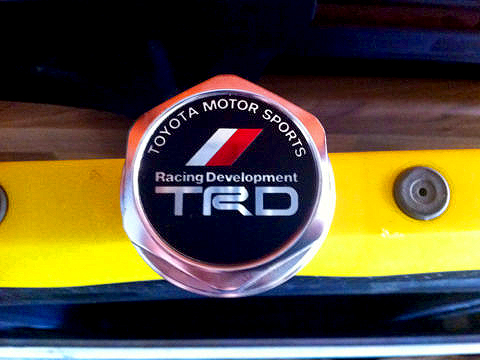 TOYOTA MOTOR SPORTS
Racing Development
TRD